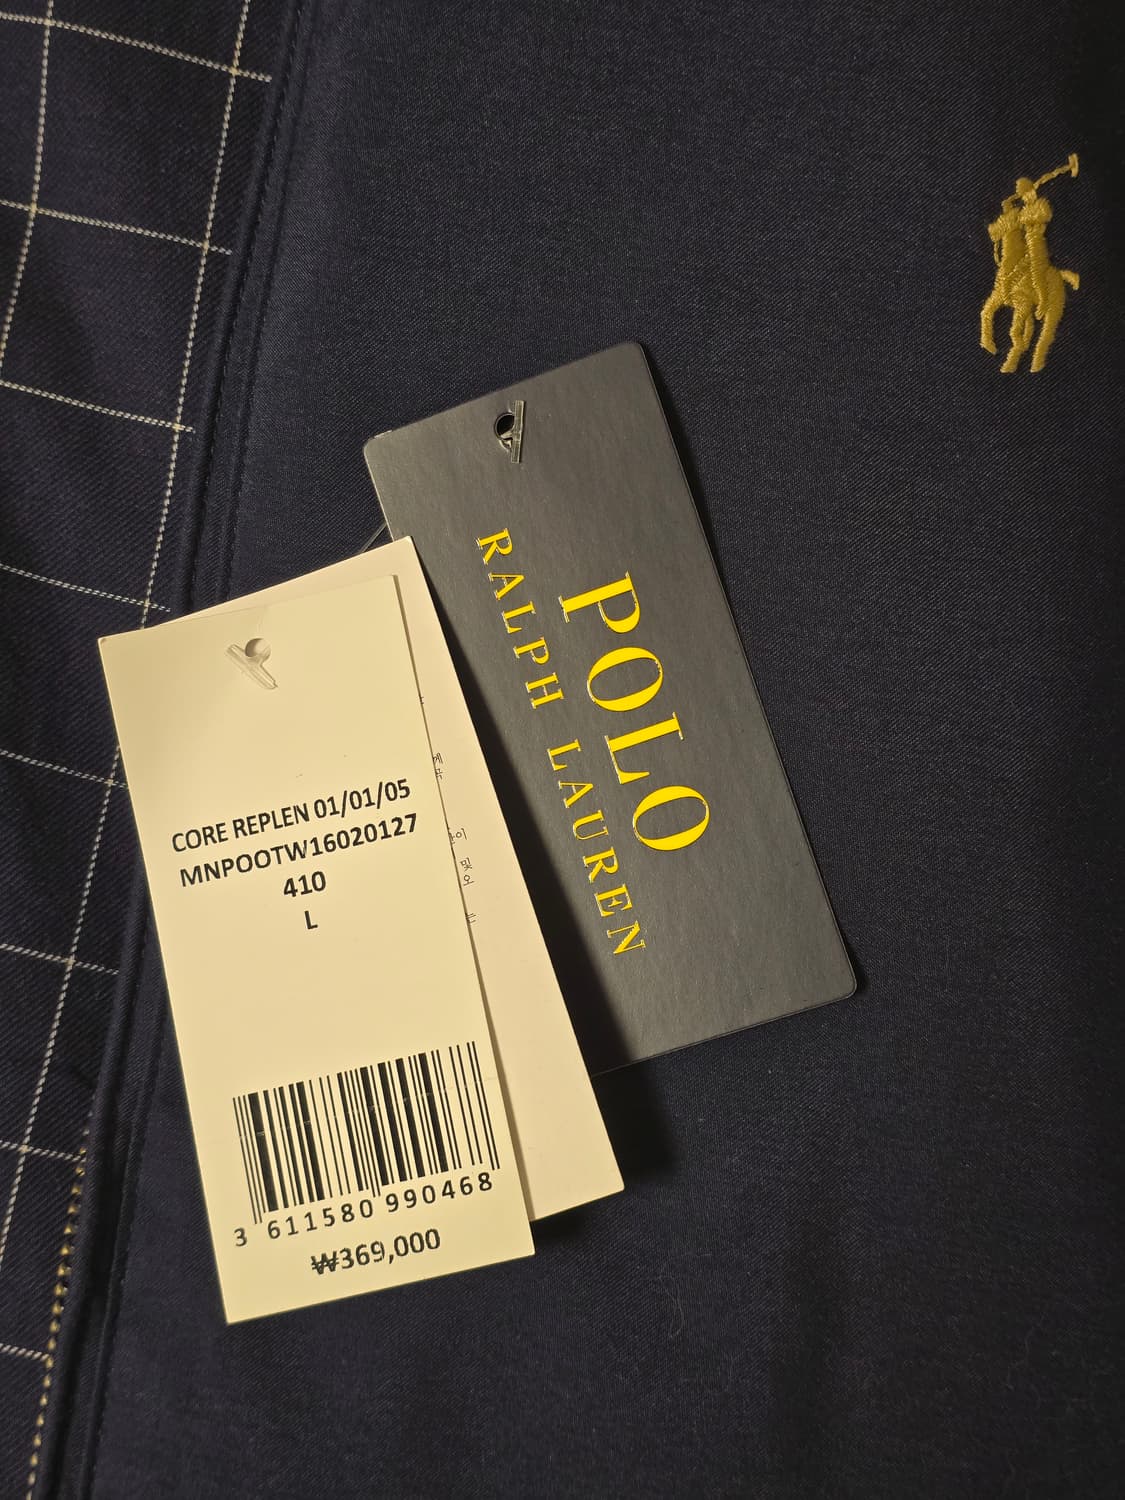 POLO
RALPH LAUREN
CORE REPLEN 01/01/05
MNPOOTW16020127
410
L
3 611580 990468
₩369,000